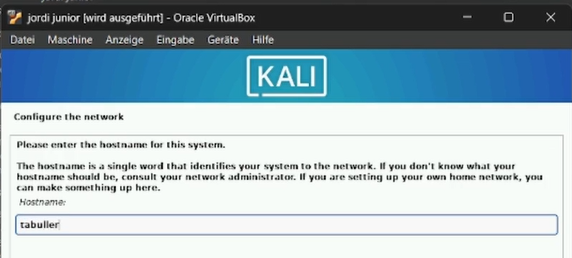 jordi junior [wird ausgeführt] - Oracle VirtualBox
Datei Maschine Anzeige Eingabe Geräte Hilfe
KALI
Configure the network
Please enter the hostname for this system.
The hostname is a single word that identifies your system to the network. If you don't know what your
hostname should be, consult your network administrator. If you are setting up your own home network, you
can make something up here.
Hostname:
tabuller